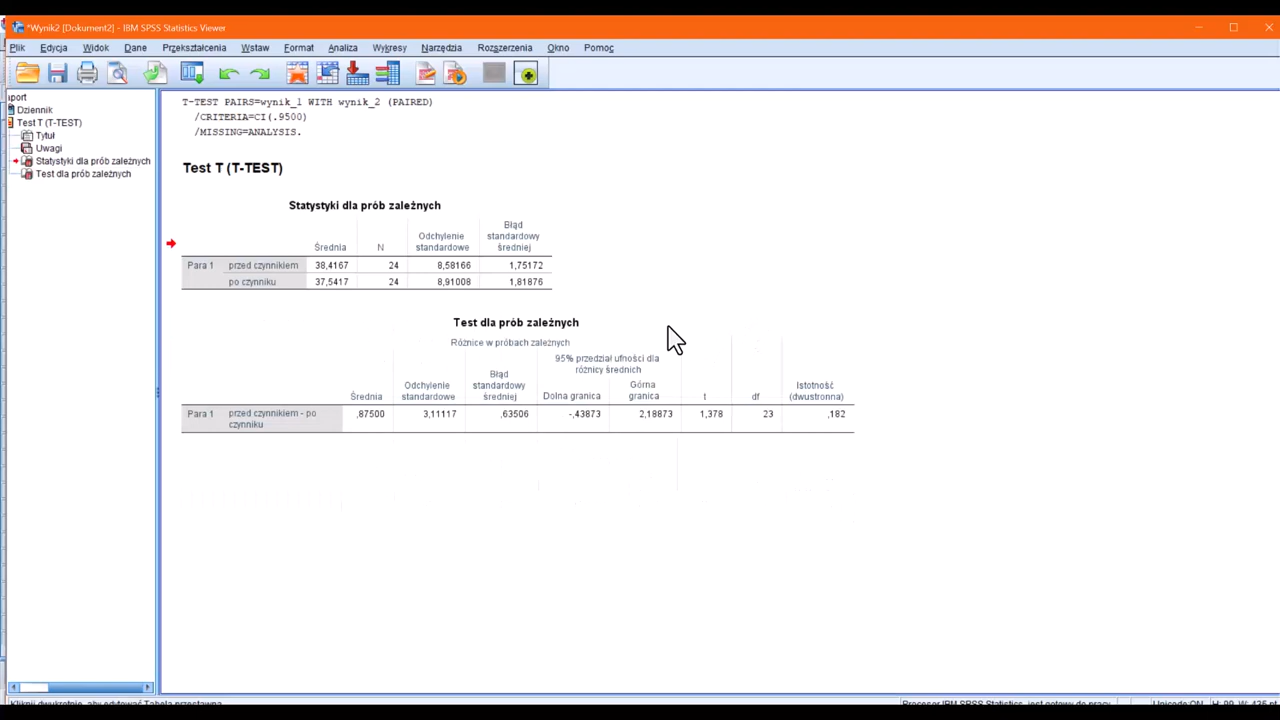 *Wynik2 [Dokument2] - IBM SPSS Statistics Viewer
Plik Edycja Widok Dane Przekształcenia Wstaw Format Analiza Wykresy Narzędzia Rozszerzenia Okno Pomoc
port
Dziennik
Test T (T-TEST)
Tytuł
Uwagi
Statystyki dla prób zależnych
Test dla prób zależnych
T-TEST PAIRS=wynik_1 WITH wynik_2 (PAIRED)
/CRITERIA=CI(.9500)
/MISSING=ANALYSIS.
Test T (T-TEST)
Statystyki dla prób zależnych
Średnia N Odchylenie standardowe Błąd standardowy średniej
Para 1 przed czynnikiem 38,4167 24 8,58166 1,75172
po czynniku 37,5417 24 8,91008 1,81876
Test dla prób zależnych
Różnice w próbach zależnych
95% przedział ufności dla różnicy średnich
Średnia Odchylenie standardowe Błąd standardowy średniej Dolna granica Górna granica t df Istotność (dwustronna)
Para 1 przed czynnikiem - po czynniku ,87500 3,11117 ,63506 -,43873 2,18873 1,378 23 ,182